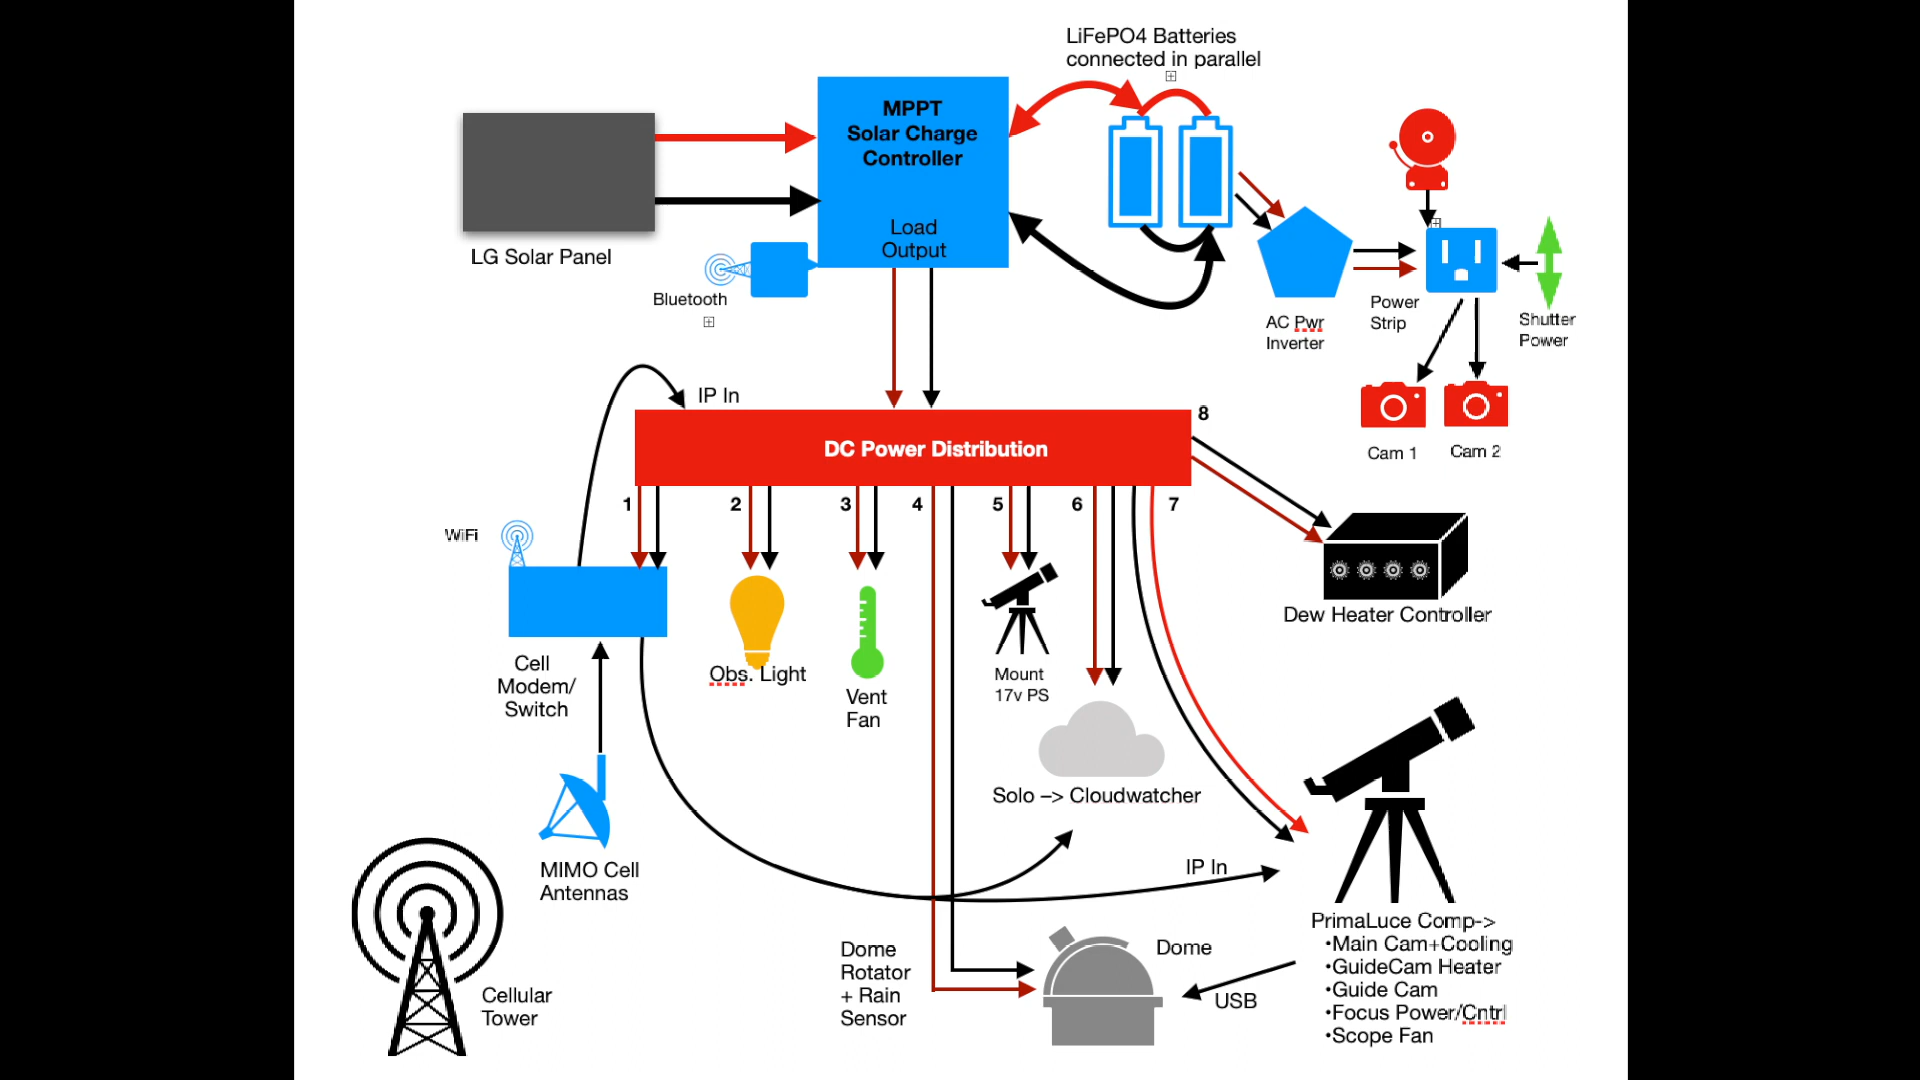 LiFePO4 Batteries
connected in parallel
MPPT
Solar Charge
Controller
Load
Output
LG Solar Panel
Bluetooth
AC Pwr
Inverter
Power
Strip
Shutter
Power
Cam 1
Cam 2
IP In
DC Power Distribution
8
1
2
3
4
5
6
7
WiFi
Cell
Modem/
Switch
Obs. Light
Vent
Fan
Mount
17v PS
Dew Heater Controller
Solo –> Cloudwatcher
MIMO Cell
Antennas
IP In
Cellular
Tower
Dome
Rotator
+ Rain
Sensor
Dome
USB
PrimaLuce Comp->
•Main Cam+Cooling
•GuideCam Heater
•Guide Cam
•Focus Power/Cntrl
•Scope Fan